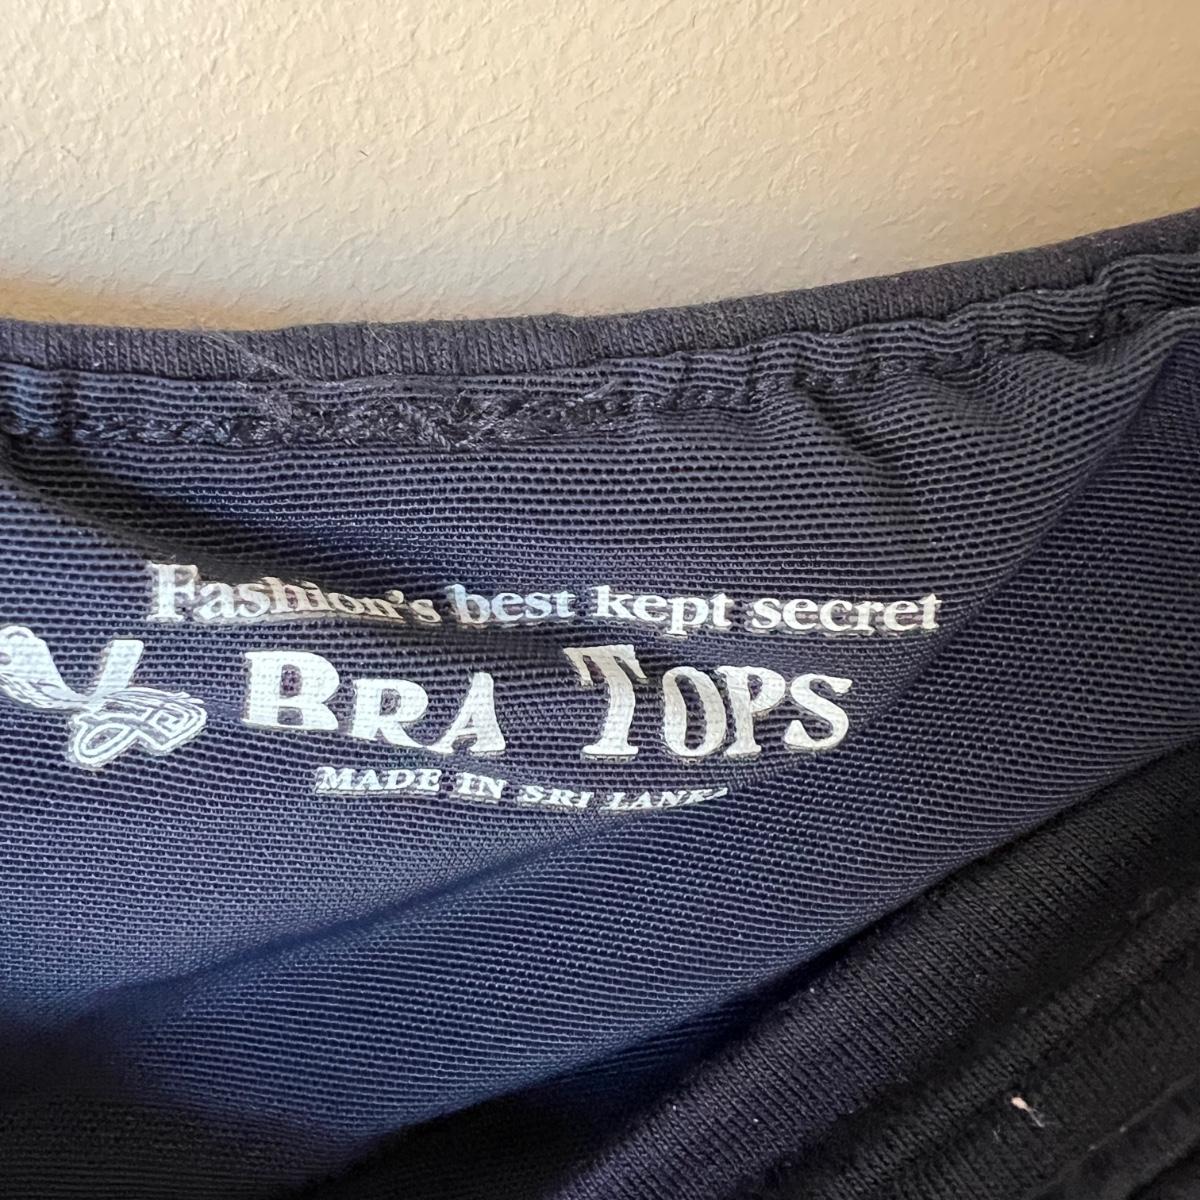 Fashion's best kept secret
BRA TOPS
MADE IN SRI LANKA